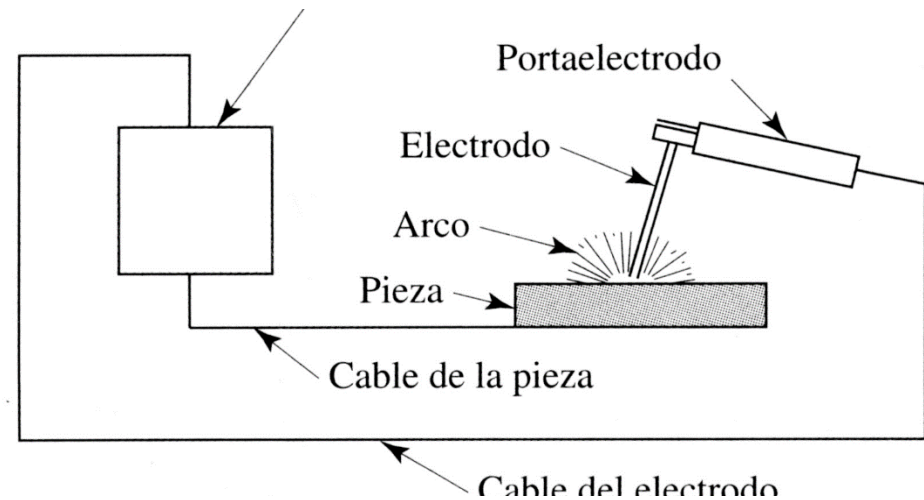 Portaelectrodo
Electrodo
Arco
Pieza
Cable de la pieza
Cable del electrodo